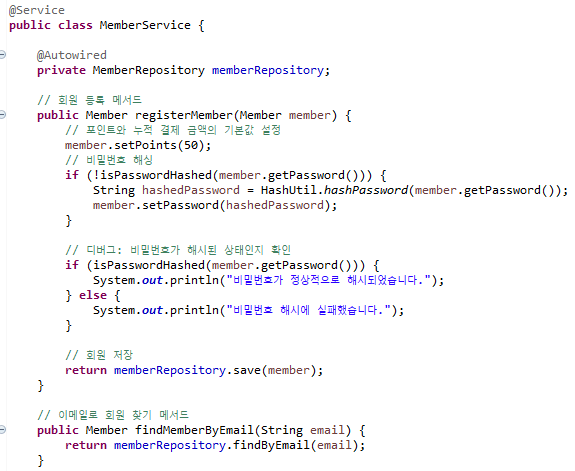 @Service
public class MemberService {
@Autowired
private MemberRepository memberRepository;
// 회원 등록 메서드
public Member registerMember(Member member) {
// 포인트와 누적 결제 금액의 기본값 설정
member.setPoints(50);
// 비밀번호 해싱
if (!isPasswordHashed(member.getPassword())) {
String hashedPassword = HashUtil.hashPassword(member.getPassword());
member.setPassword(hashedPassword);
}
// 디버그: 비밀번호가 해시된 상태인지 확인
if (isPasswordHashed(member.getPassword())) {
System.out.println("비밀번호가 정상적으로 해시되었습니다.");
} else {
System.out.println("비밀번호 해시에 실패했습니다.");
}
// 회원 저장
return memberRepository.save(member);
}
// 이메일로 회원 찾기 메서드
public Member findMemberByEmail(String email) {
return memberRepository.findByEmail(email);
}